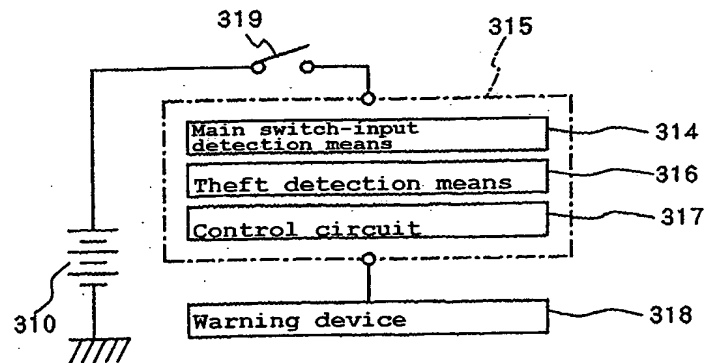 319
315
Main switch-input
detection means
314
Theft detection means
316
Control circuit
317
310
Warning device
318